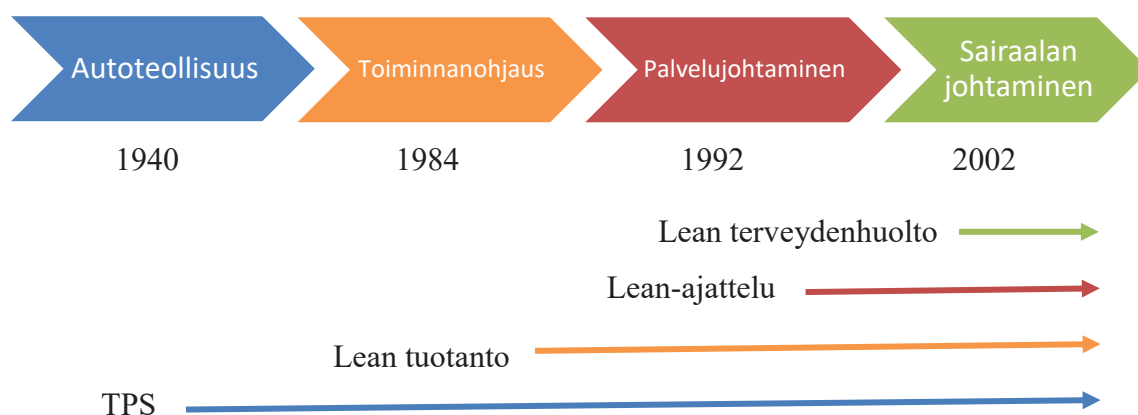 Autoteollisuus
Toiminnanohjaus
Palvelujohtaminen
Sairaalan
johtaminen
1940
1984
1992
2002
Lean terveydenhuolto
Lean-ajattelu
Lean tuotanto
TPS